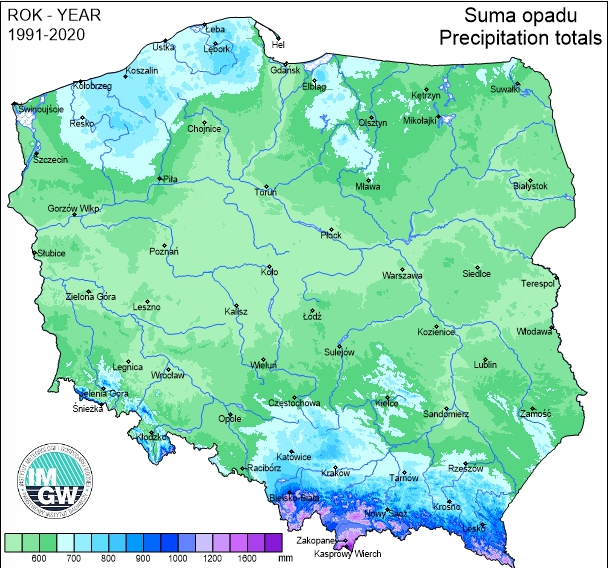 ROK - YEAR
1991-2020
Suma opadu
Precipitation totals
Łeba
Hel
Ustka
Lębork
Gdańsk
Koszalin
Kołobrzeg
Elbląg
Kętrzyn
Suwałki
Świnoujście
Resko
Chojnice
Olsztyn
Mikołajki
Szczecin
Piła
Toruń
Mława
Białystok
Gorzów Wkp.
Płock
Słubice
Poznań
Koło
Warszawa
Siedlce
Terespol
Zielona Góra
Leszno
Kalisz
Łódź
Kozienice
Włodawa
Sulejów
Legnica
Wrocław
Wieluń
Lublin
Jelenia Góra
Śnieżka
Częstochowa
Kielce
Sandomierz
Zamość
Opole
Kłodzko
Katowice
Racibórz
Kraków
Tarnów
Rzeszów
Bielsko-Biała
Nowy Sącz
Krosno
Lesko
Zakopane
Kasprowy Wierch
IM
GW
600 700 800 900 1000 1200 1600 mm